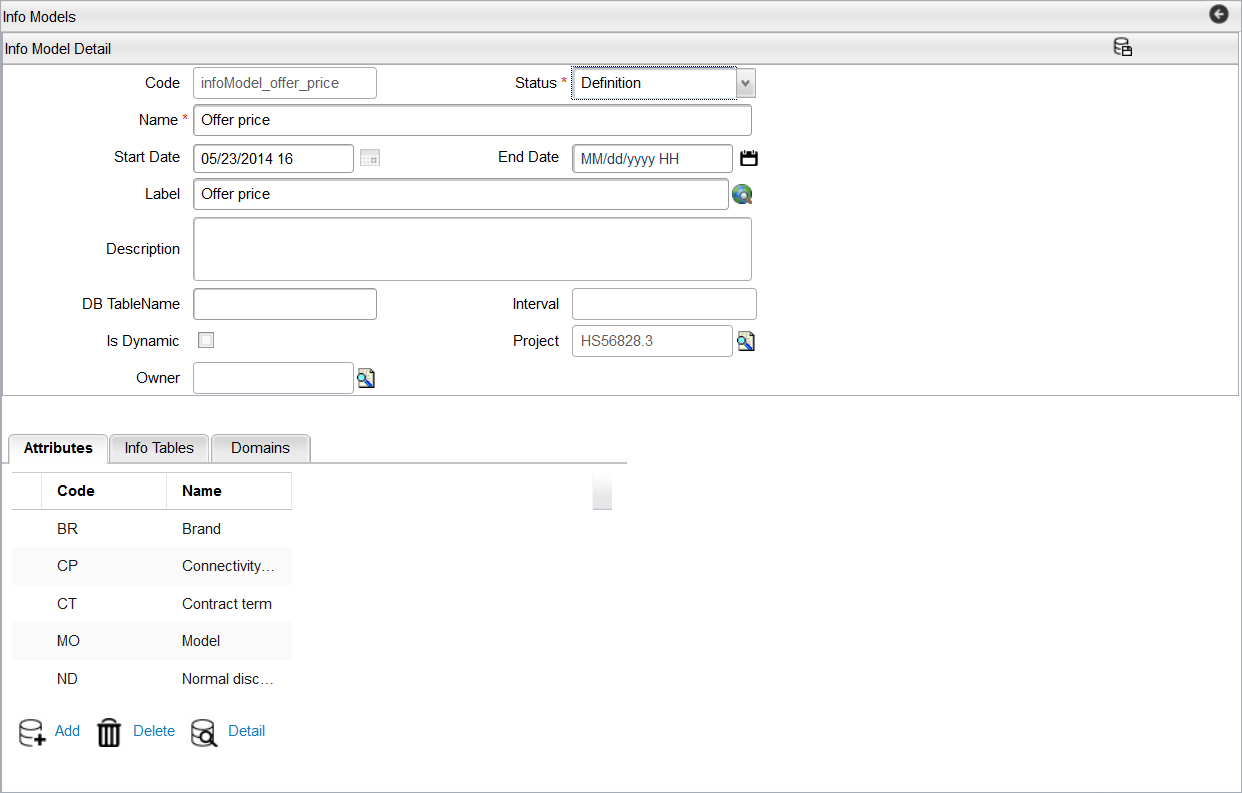 Info Models
Info Model Detail
Code infoModel_offer_price Status * Definition
Name * Offer price
Start Date 05/23/2014 16 End Date MM/dd/yyyy HH
Label Offer price
Description
DB TableName Interval
Is Dynamic Project HS56828.3
Owner
Attributes Info Tables Domains
Code Name
BR Brand
CP Connectivity…
CT Contract term
MO Model
ND Normal disc…
Add Delete Detail